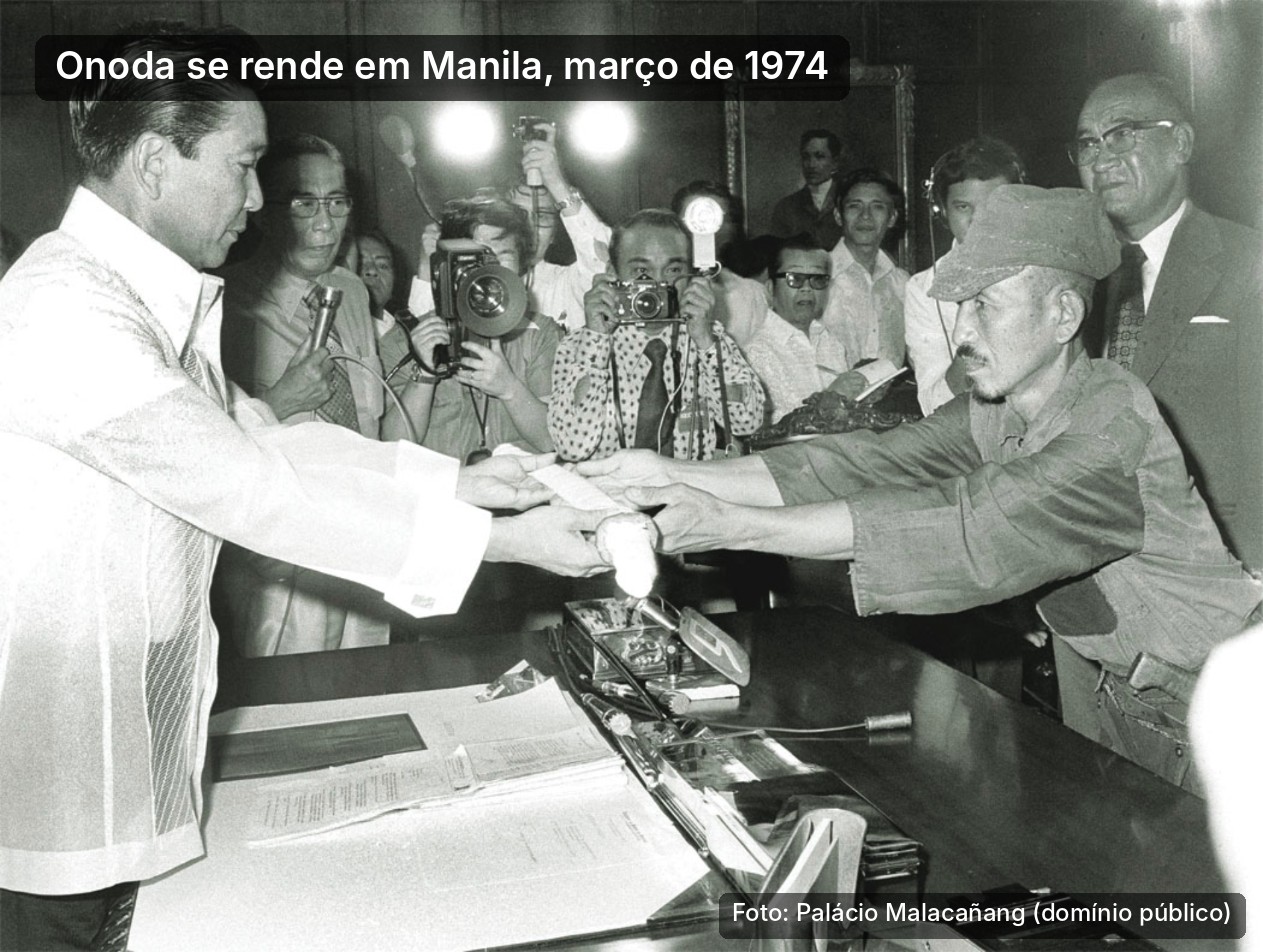 Onoda se rende em Manila, março de 1974
Foto: Palácio Malacañang (domínio público)